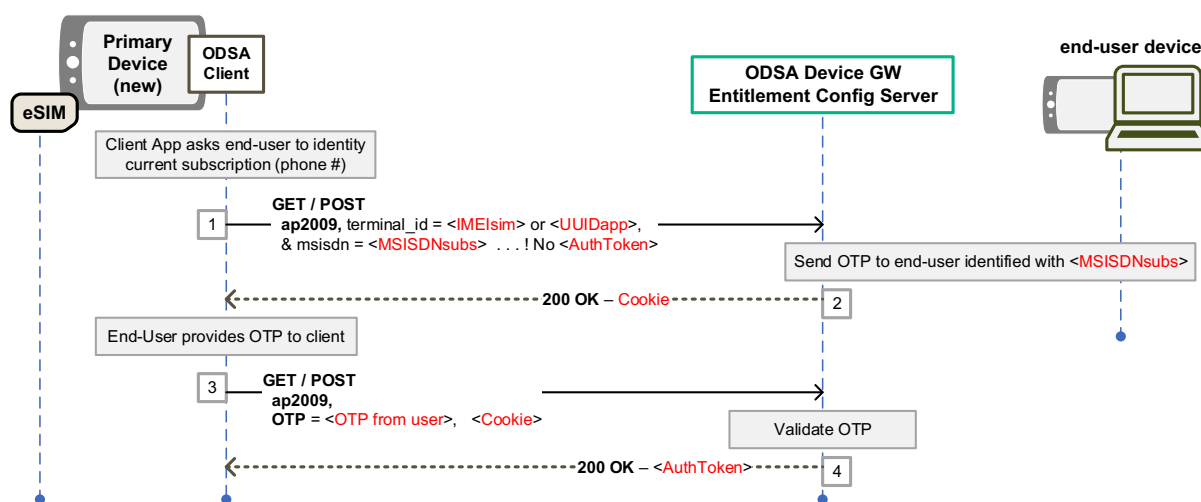 Primary
Device
(new)
ODSA
Client
eSIM
ODSA Device GW
Entitlement Config Server
end-user device
Client App asks end-user to identity
current subscription (phone #)
1
GET / POST
ap2009, terminal_id = <IMEIsim> or <UUIDapp>,
& msisdn = <MSISDNsubs> . . . ! No <AuthToken>
Send OTP to end-user identified with <MSISDNsubs>
200 OK – Cookie
2
End-User provides OTP to client
3
GET / POST
ap2009,
OTP = <OTP from user>, <Cookie>
Validate OTP
200 OK – <AuthToken>
4